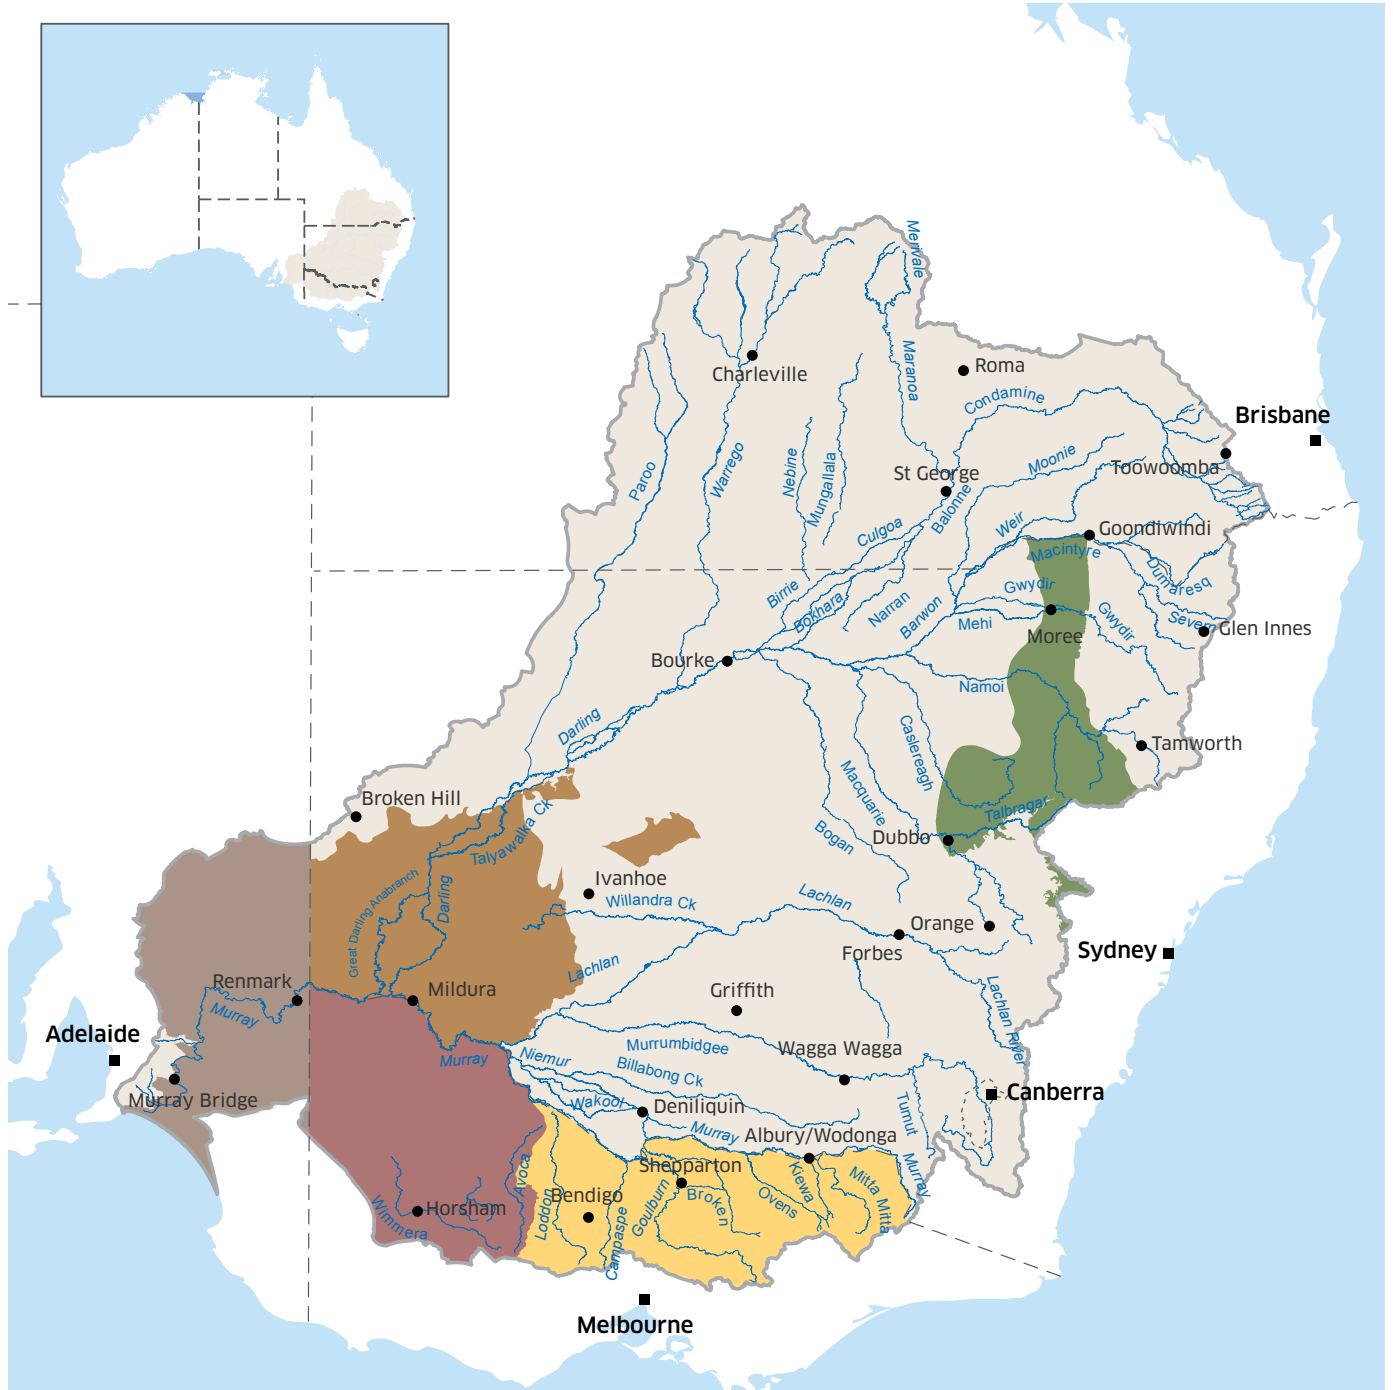 Merivale
Charleville
Maranoa
Roma
Condamine
Brisbane
Paroo
Warrego
Nebine
Mungallala
St George
Moonie
Toowoomba
Culgoa
Balonne
Weir
Goondiwindi
Macintyre
Dumaresq
Birrie
Bokhara
Narran
Barwon
Gwydir
Mehi
Moree
Gwydir
Severn
Glen Innes
Bourke
Namoi
Darling
Caslereagh
Tamworth
Macquarie
Broken Hill
Talyawalka Ck
Bogan
Dubbo
Talbragar
Great Darling Anabranch
Darling
Ivanhoe
Willandra Ck
Lachlan
Orange
Forbes
Sydney
Lachlan
Renmark
Murray
Mildura
Griffith
Lachlan River
Adelaide
Murray
Niemur
Murrumbidgee
Wagga Wagga
Billabong Ck
Canberra
Murray Bridge
Wakool
Deniliquin
Tumut
Murray
Albury/Wodonga
Shepparton
Murray
Avoca
Loddon
Bendigo
Campaspe
Goulburn
Broken
Ovens
Kiewa
Mitta Mitta
Horsham
Wimmera
Melbourne